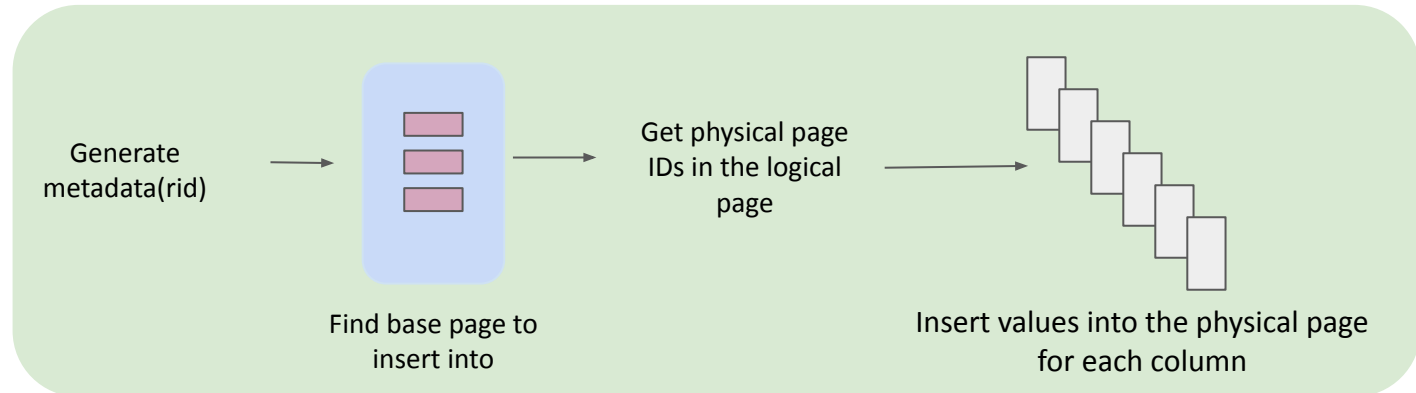 Generate
metadata(rid)
Find base page to
insert into
Get physical page
IDs in the logical
page
Insert values into the physical page
for each column